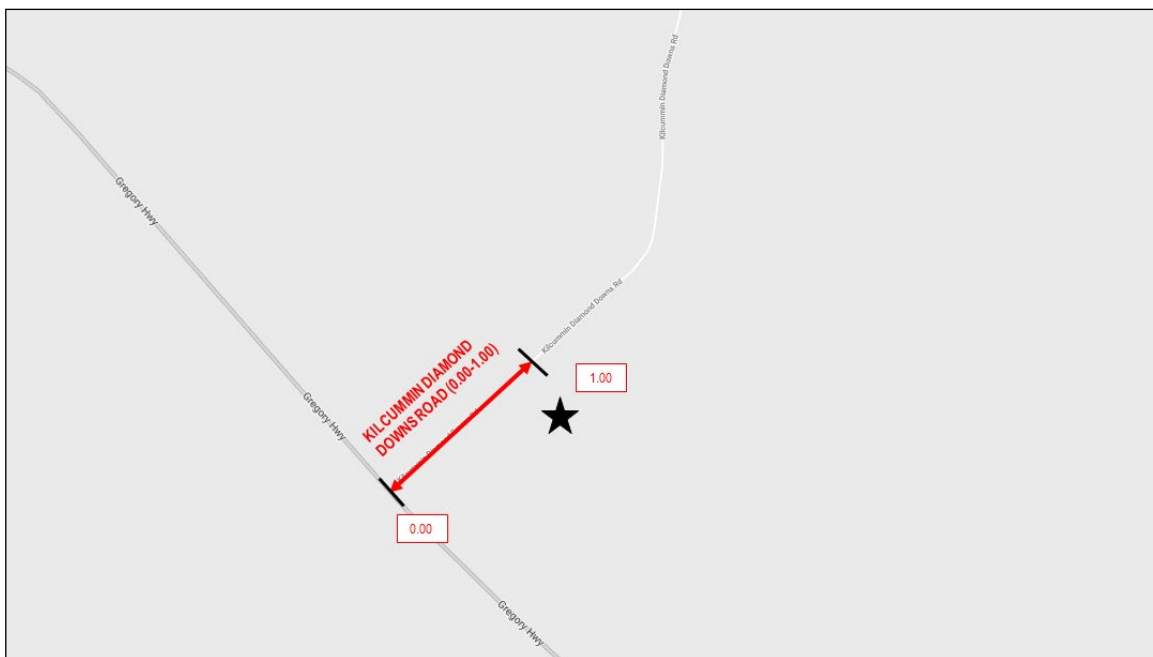 Kilcummin Diamond Downs Rd
Gregory Hwy
Kilcummin Diamond Downs Rd
KILCUMMIN DIAMOND
DOWNS ROAD (0.00-1.00)
1.00
Gregory Hwy
0.00
Gregory Hwy